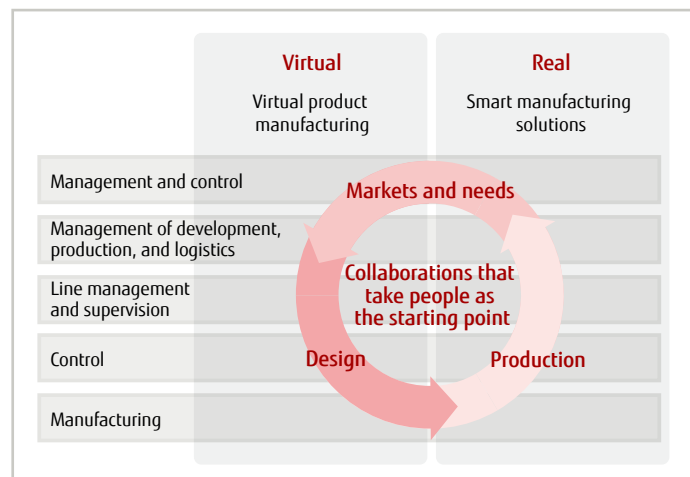 Virtual
Real
Virtual product
manufacturing
Smart manufacturing
solutions
Management and control
Markets and needs
Management of development,
production, and logistics
Collaborations that
take people as
the starting point
Line management
and supervision
Control
Design
Production
Manufacturing